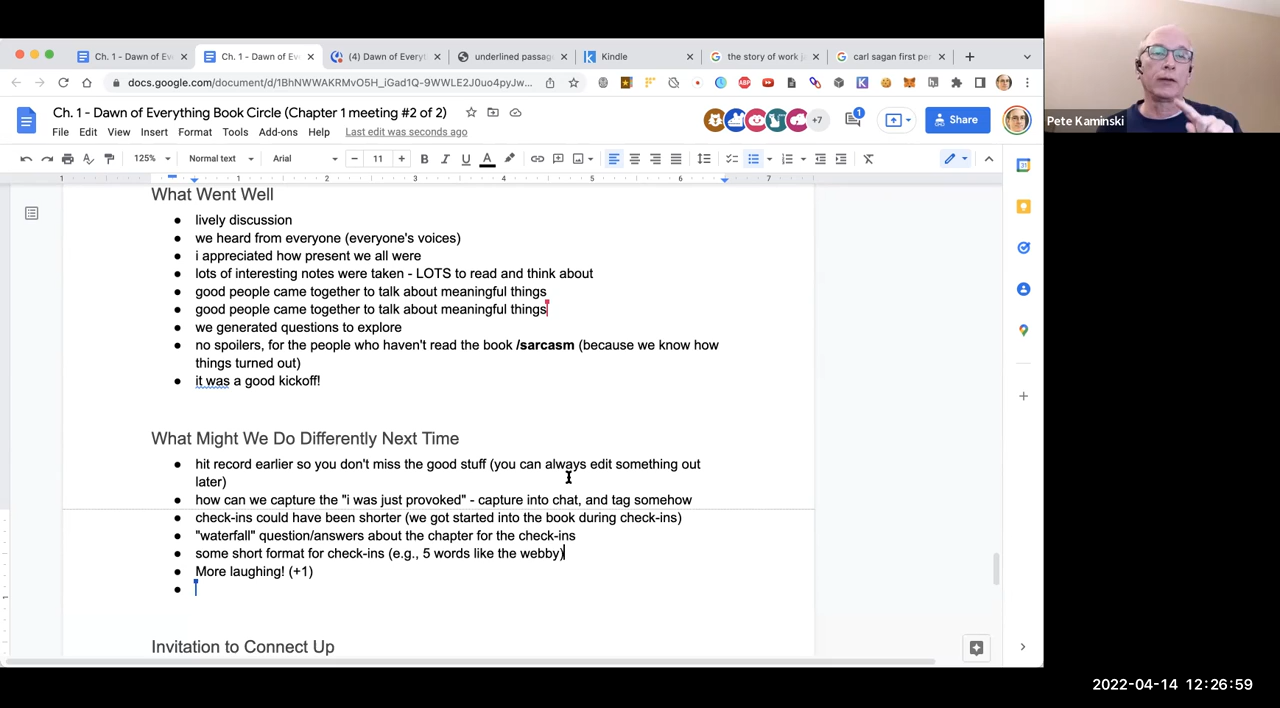 Ch. 1 - Dawn of Ev
Ch. 1 - Dawn of Ev
(4) Dawn of Everyt
underlined passag
Kindle
the story of work j
carl sagan first per
docs.google.com/document/d/1BhNWWAKRMvO5H_iGad1Q-9WWLE2J0uo4pyJw...
Ch. 1 - Dawn of Everything Book Circle (Chapter 1 meeting #2 of 2)
+7
1
Share
File Edit View Insert Format Tools Add-ons Help Last edit was seconds ago
125% Normal text Arial 11 B I U A
1 1 2 3 4 5 6 7
What Went Well
● lively discussion
● we heard from everyone (everyone's voices)
● i appreciated how present we all were
● lots of interesting notes were taken - LOTS to read and think about
● good people came together to talk about meaningful things
● good people came together to talk about meaningful things
● we generated questions to explore
● no spoilers, for the people who haven't read the book /sarcasm (because we know how
things turned out)
● it was a good kickoff!
What Might We Do Differently Next Time
● hit record earlier so you don't miss the good stuff (you can always edit something out
later)
● how can we capture the "i was just provoked" - capture into chat, and tag somehow
● check-ins could have been shorter (we got started into the book during check-ins)
● "waterfall" question/answers about the chapter for the check-ins
● some short format for check-ins (e.g., 5 words like the webby)
● More laughing! (+1)
●
Invitation to Connect Up
Pete Kaminski
2022-04-14 12:26:59